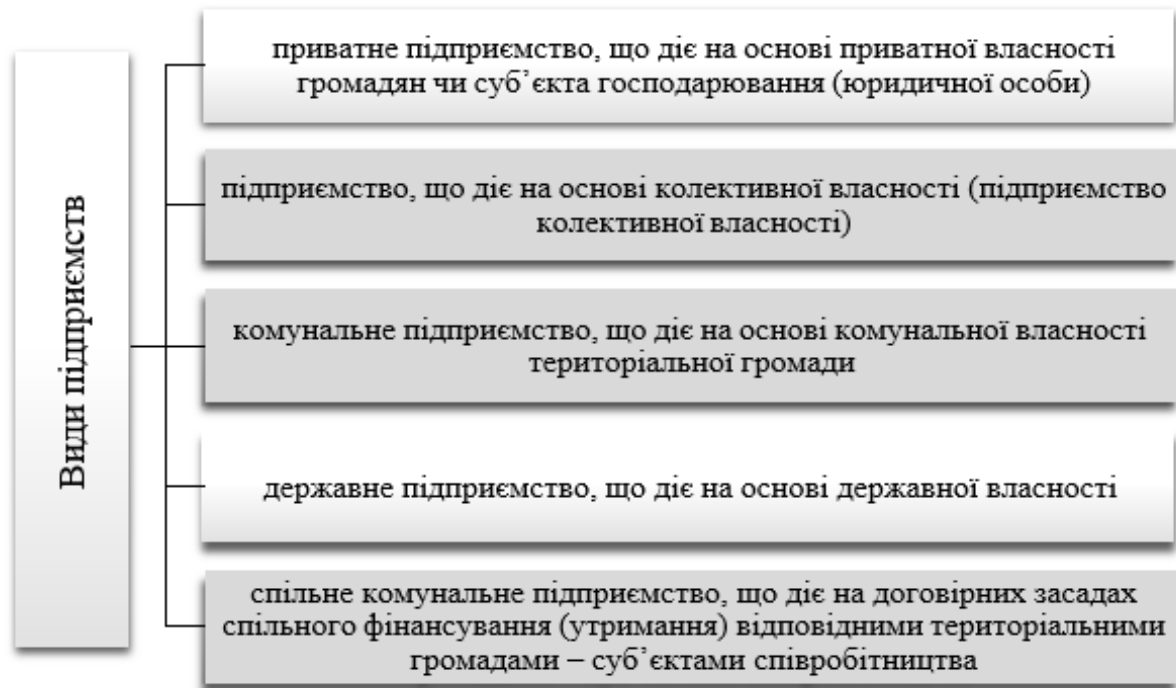 Види підприємств
приватне підприємство, що діє на основі приватної власності
громадян чи суб’єкта господарювання (юридичної особи)
підприємство, що діє на основі колективної власності (підприємство
колективної власності)
комунальне підприємство, що діє на основі комунальної власності
територіальної громади
державне підприємство, що діє на основі державної власності
спільне комунальне підприємство, що діє на договірних засадах
спільного фінансування (утримання) відповідними територіальними
громадами – суб’єктами співробітництва